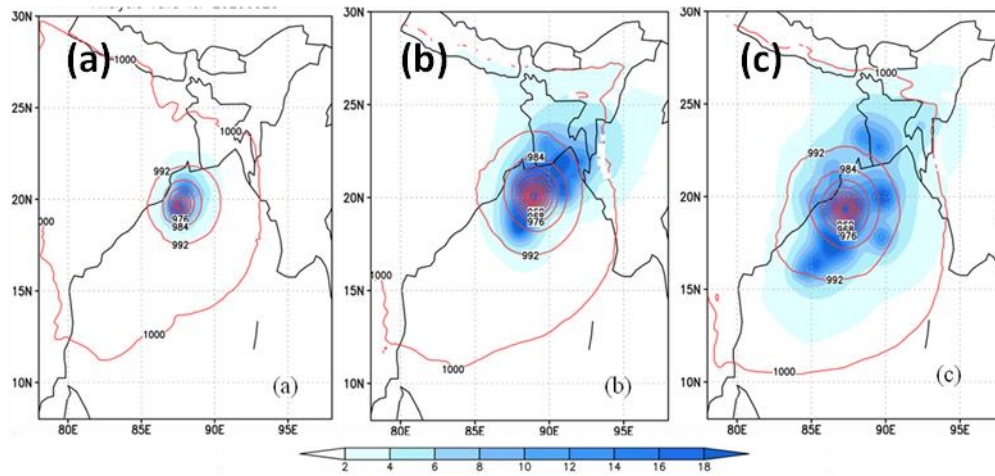 (a) (b) (c)
30N 30N 30N
1000 1000 1000
25N 25N 25N
992 984 992
20N 976 20N 984 20N
984 968 968
1000 992 976 976
992 992
15N 15N 15N
1000 1000 1000
10N 10N 10N
(a) (b) (c)
80E 85E 90E 95E 80E 85E 90E 95E 80E 85E 90E 95E
2 4 6 8 10 12 14 16 18